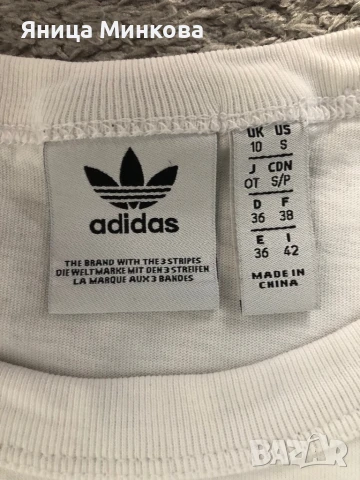 Яница Минкова
adidas
THE BRAND WITH THE 3 STRIPES
DIE WELTMARKE MIT DEN 3 STREIFEN
LA MARQUE AUX 3 BANDES
UK US
10 S
J CDN
OT S/P
D F
36 38
E I
36 42
MADE IN
CHINA
bazar